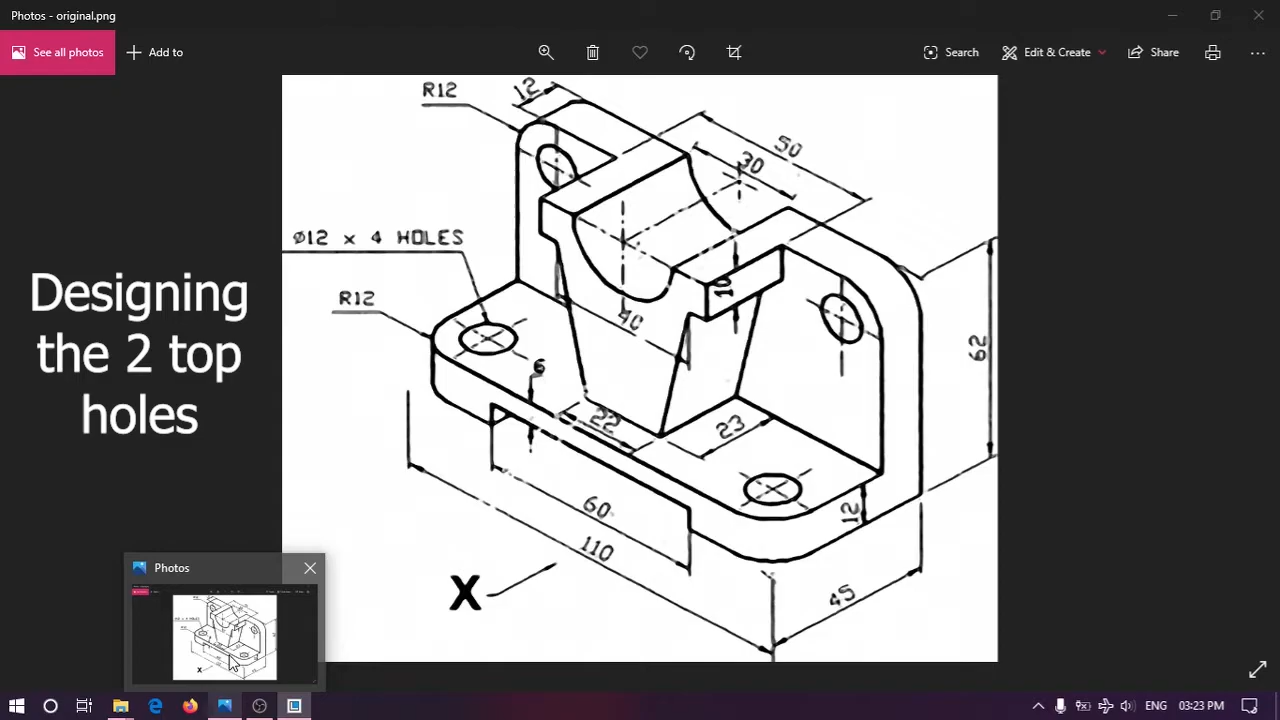 Photos - original.png
See all photos
Add to
Search
Edit & Create
Share
R12
12
50
30
Ø12 x 4 HOLES
10
R12
40
62
6
22
23
60
12
110
X
45
Designing
the 2 top
holes
Photos
ENG
03:23 PM